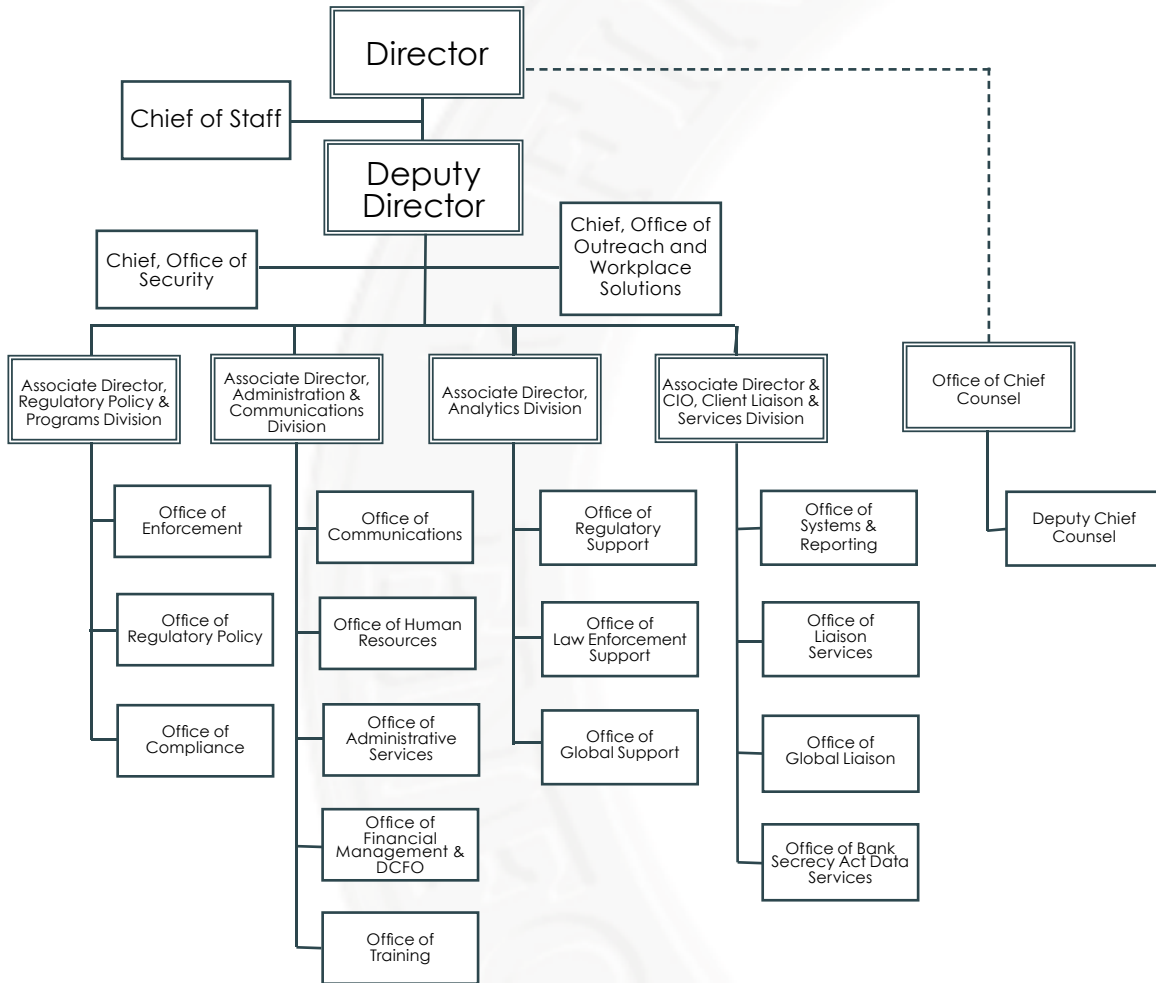 Director
Chief of Staff
Deputy
Director
Chief, Office of
Security
Chief, Office of
Outreach and
Workplace
Solutions
Associate Director,
Regulatory Policy &
Programs Division
Associate Director,
Administration &
Communications
Division
Associate Director,
Analytics Division
Associate Director &
CIO, Client Liaison &
Services Division
Office of Chief
Counsel
Office of
Enforcement
Office of
Regulatory Policy
Office of
Compliance
Office of
Communications
Office of Human
Resources
Office of
Administrative
Services
Office of
Financial
Management &
DCFO
Office of
Training
Office of
Regulatory
Support
Office of
Law Enforcement
Support
Office of
Global Support
Office of
Systems &
Reporting
Office of
Liaison
Services
Office of
Global Liaison
Office of Bank
Secrecy Act Data
Services
Deputy Chief
Counsel